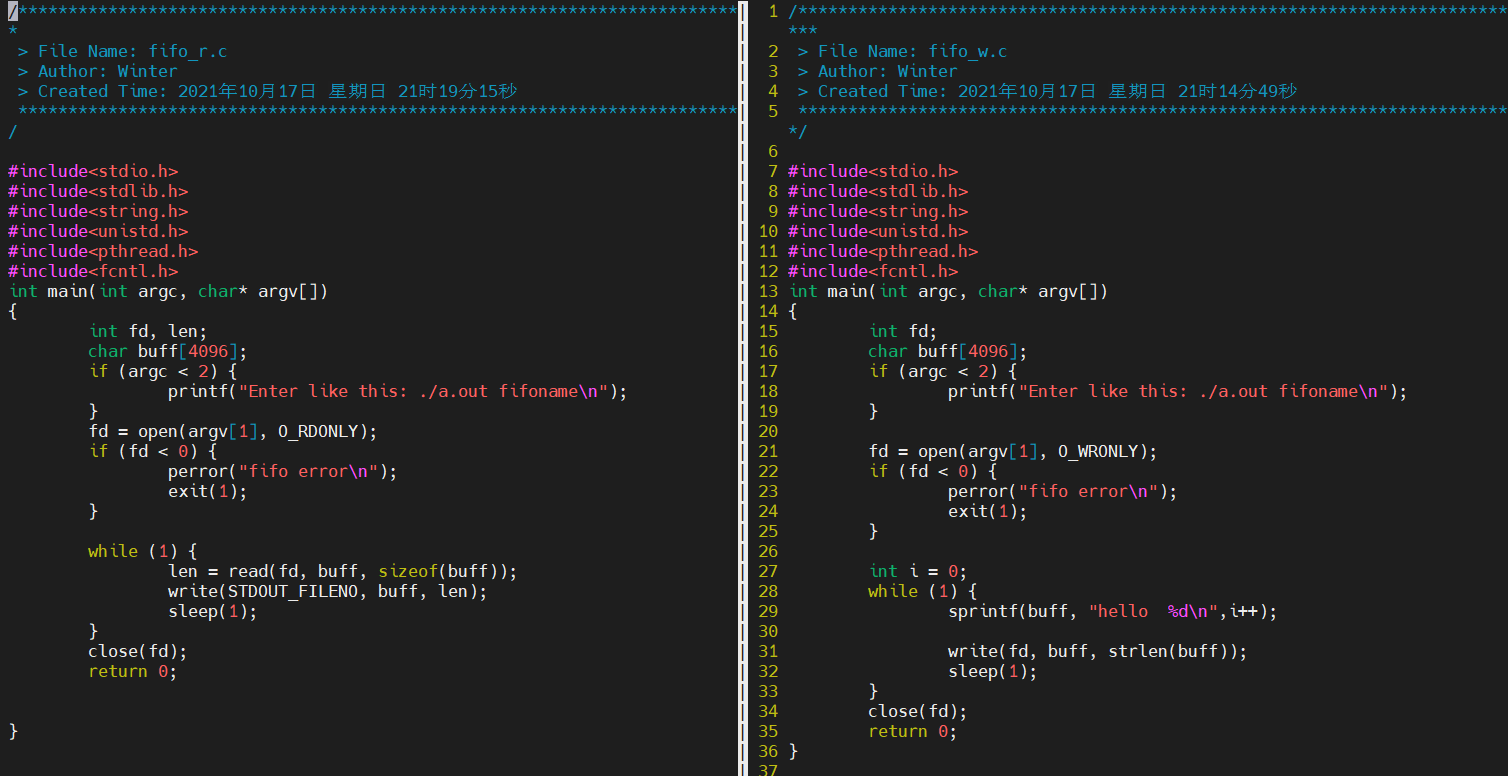 /************************************************************************
*
 > File Name: fifo_r.c
 > Author: Winter
 > Created Time: 2021年10月17日 星期日 21时19分15秒
 ************************************************************************
/

#include<stdio.h>
#include<stdlib.h>
#include<string.h>
#include<unistd.h>
#include<pthread.h>
#include<fcntl.h>
int main(int argc, char* argv[])
{
        int fd, len;
        char buff[4096];
        if (argc < 2) {
                printf("Enter like this: ./a.out fifoname\n");
        }
        fd = open(argv[1], O_RDONLY);
        if (fd < 0) {
                perror("fifo error\n");
                exit(1);
        }

        while (1) {
                len = read(fd, buff, sizeof(buff));
                write(STDOUT_FILENO, buff, len);
                sleep(1);
        }
        close(fd);
        return 0;


}
1 /***********************************************************************
***
2  > File Name: fifo_w.c
3  > Author: Winter
4  > Created Time: 2021年10月17日 星期日 21时14分49秒
5  ***********************************************************************
*/
6
7 #include<stdio.h>
8 #include<stdlib.h>
9 #include<string.h>
10 #include<unistd.h>
11 #include<pthread.h>
12 #include<fcntl.h>
13 int main(int argc, char* argv[])
14 {
15         int fd;
16         char buff[4096];
17         if (argc < 2) {
18                 printf("Enter like this: ./a.out fifoname\n");
19         }
20
21         fd = open(argv[1], O_WRONLY);
22         if (fd < 0) {
23                 perror("fifo error\n");
24                 exit(1);
25         }
26
27         int i = 0;
28         while (1) {
29                 sprintf(buff, "hello  %d\n",i++);
30
31                 write(fd, buff, strlen(buff));
32                 sleep(1);
33         }
34         close(fd);
35         return 0;
36 }
37